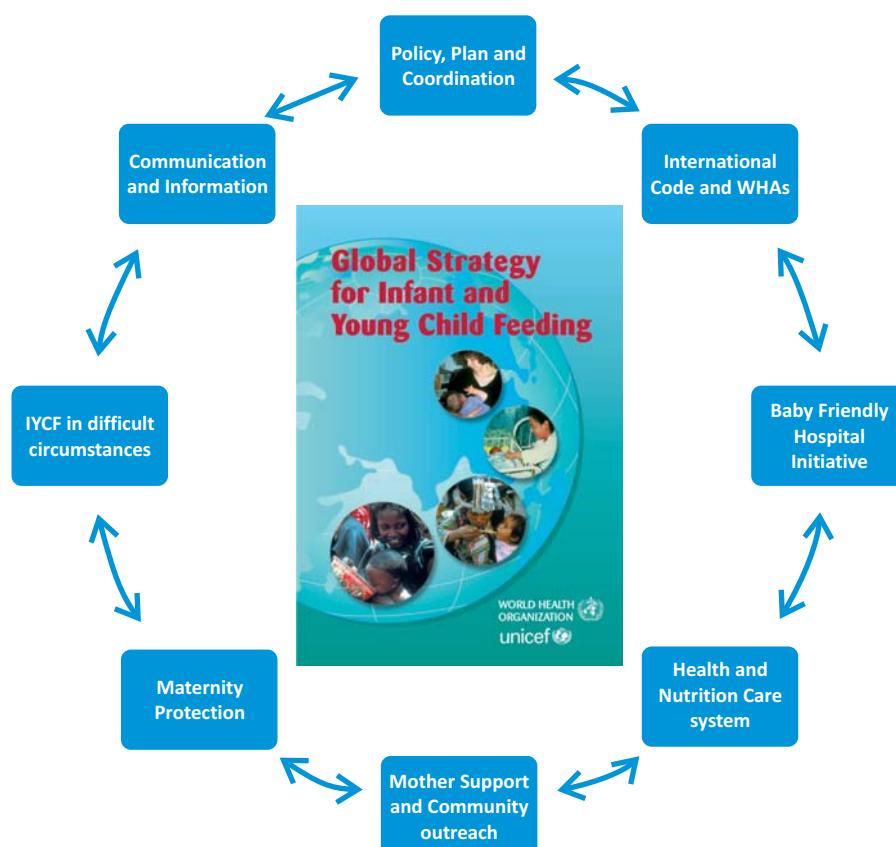 Policy, Plan and
Coordination
International
Code and WHAs
Baby Friendly
Hospital
Initiative
Health and
Nutrition Care
system
Mother Support
and Community
outreach
Maternity
Protection
IYCF in difficult
circumstances
Communication
and Information
Global Strategy
for Infant and
Young Child Feeding
WORLD HEALTH
ORGANIZATION
unicef